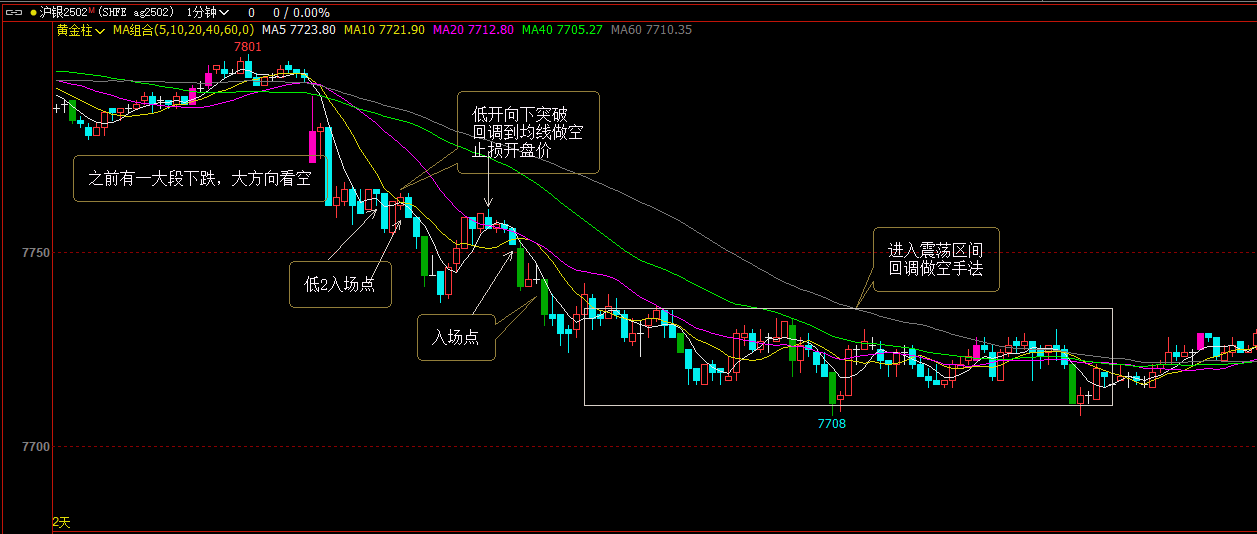 沪银2502M (SHFE ag2502) 1分钟 0 0 / 0.00%
黄金柱 MA组合(5,10,20,40,60,0) MA5 7723.80 MA10 7721.90 MA20 7712.80 MA40 7705.27 MA60 7710.35
7801
低开向下突破
回调到均线做空
止损开盘价
之前有一大段下跌，大方向看空
7750
进入震荡区间
回调做空手法
低2入场点
入场点
7708
7700
2天